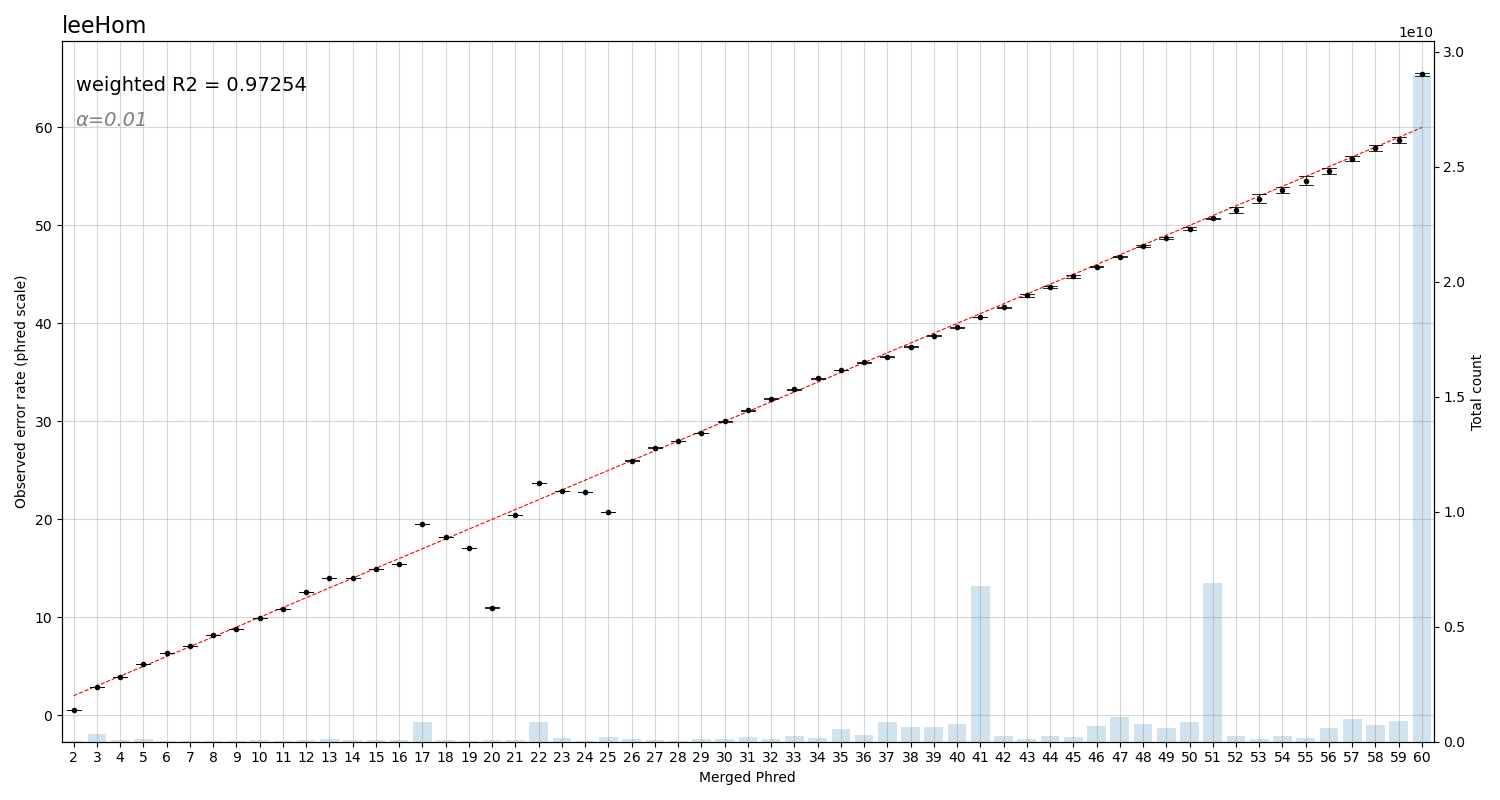 leeHom
1e10
weighted R2 = 0.97254
α=0.01
Observed error rate (phred scale)
60
50
40
30
20
10
0
3.0
2.5
2.0
1.5
1.0
0.5
0.0
Total count
2 3 4 5 6 7 8 9 10 11 12 13 14 15 16 17 18 19 20 21 22 23 24 25 26 27 28 29 30 31 32 33 34 35 36 37 38 39 40 41 42 43 44 45 46 47 48 49 50 51 52 53 54 55 56 57 58 59 60
Merged Phred